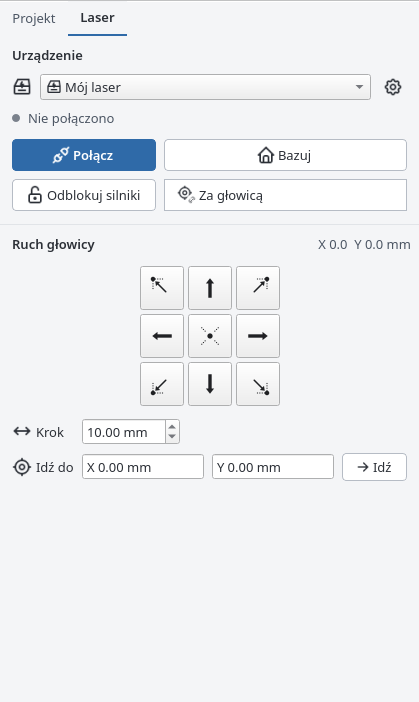 Projekt Laser
Urządzenie
Mój laser
Nie połączono
Połącz Bazuj
Odblokuj silniki Za głowicą
Ruch głowicy X 0.0 Y 0.0 mm
Krok 10.00 mm
Idź do X 0.00 mm Y 0.00 mm Idź